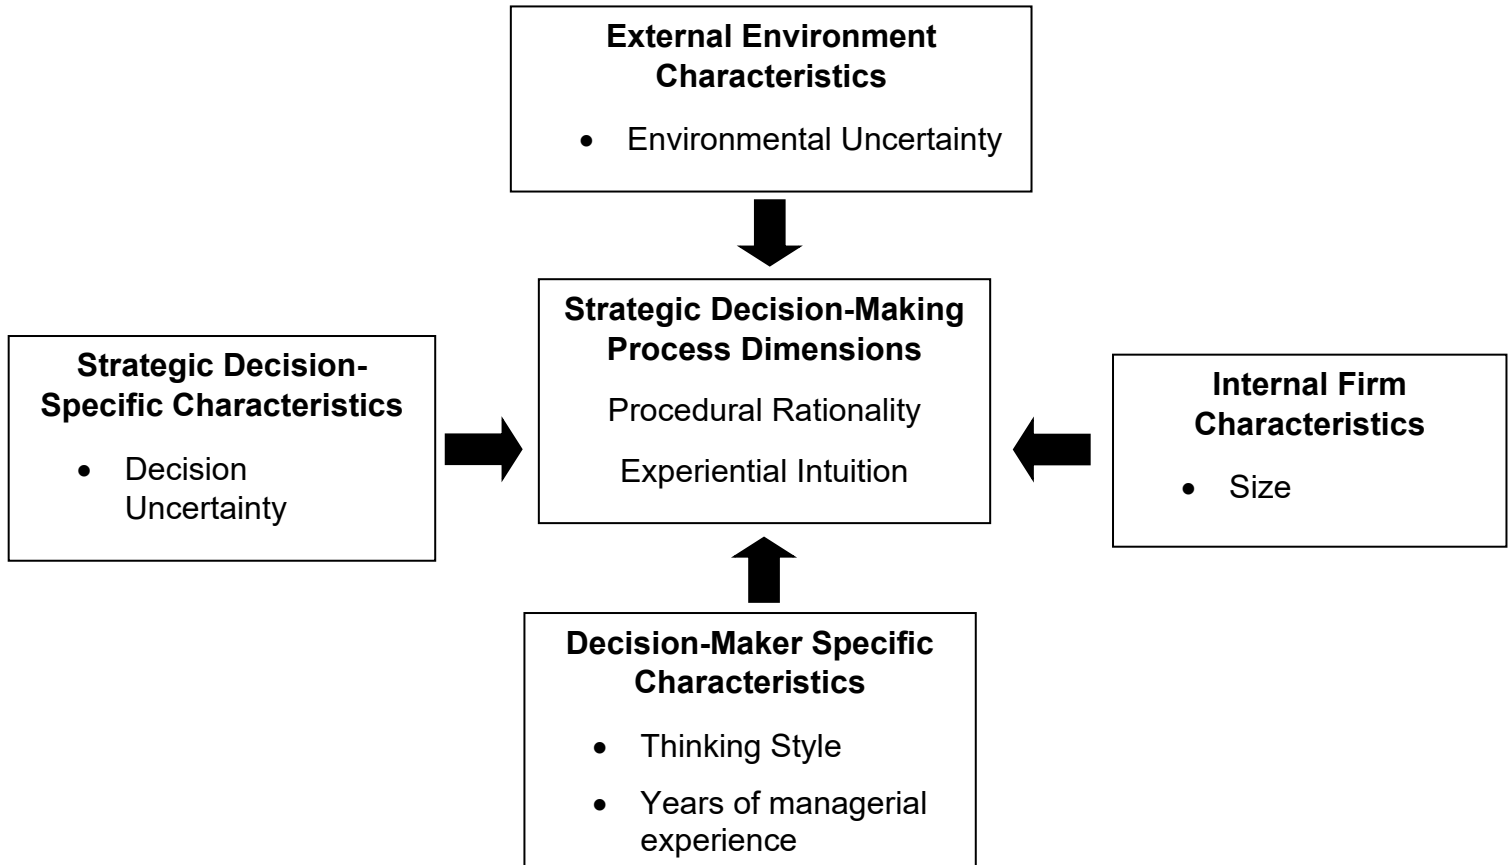 External Environment
Characteristics
• Environmental Uncertainty
Strategic Decision-Making
Process Dimensions
Procedural Rationality
Experiential Intuition
Strategic Decision-
Specific Characteristics
• Decision
Uncertainty
Internal Firm
Characteristics
• Size
Decision-Maker Specific
Characteristics
• Thinking Style
• Years of managerial
experience